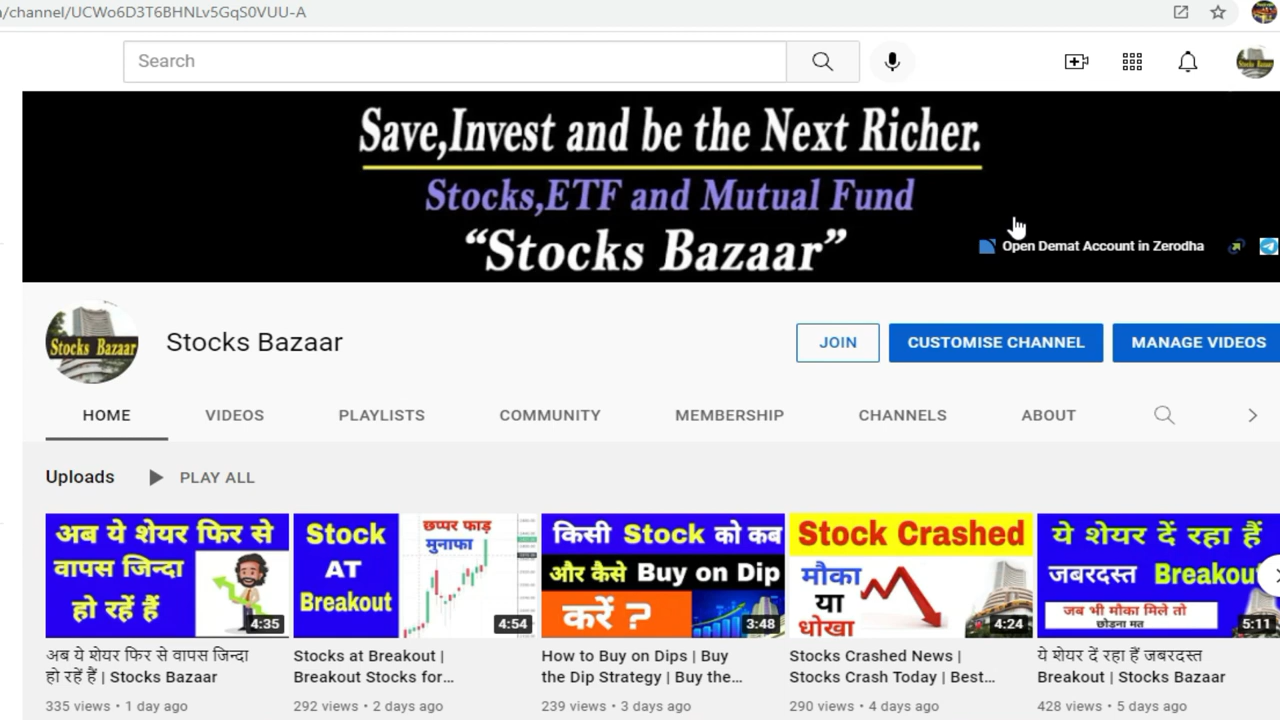 /channel/UCWo6D3T6BHNLv5GqS0VUU-A
Search
Save,Invest and be the Next Richer.
Stocks,ETF and Mutual Fund
“Stocks Bazaar”
Open Demat Account in Zerodha
Stocks Bazaar
Stocks Bazaar
JOIN
CUSTOMISE CHANNEL
MANAGE VIDEOS
HOME
VIDEOS
PLAYLISTS
COMMUNITY
MEMBERSHIP
CHANNELS
ABOUT
Uploads
PLAY ALL
अब ये शेयर फिर से
वापस जिन्दा
हो रहें हैं
4:35
अब ये शेयर फिर से वापस जिन्दा
हो रहें हैं | Stocks Bazaar
335 views • 1 day ago
Stock
AT
Breakout
छप्पर फाड़
मुनाफा
4:54
Stocks at Breakout |
Breakout Stocks for...
292 views • 2 days ago
किसी Stock को कब
और कैसे Buy on Dip
करें ?
3:48
How to Buy on Dips | Buy
the Dip Strategy | Buy the...
239 views • 3 days ago
Stock Crashed
मौका
या
धोखा
4:24
Stocks Crashed News |
Stocks Crash Today | Best...
290 views • 4 days ago
ये शेयर दें रहा हैं
जबरदस्त Breakou
जब भी मौका मिले तो
छोडना मत
5:11
ये शेयर दें रहा हैं जबरदस्त
Breakout | Stocks Bazaar
428 views • 5 days ago